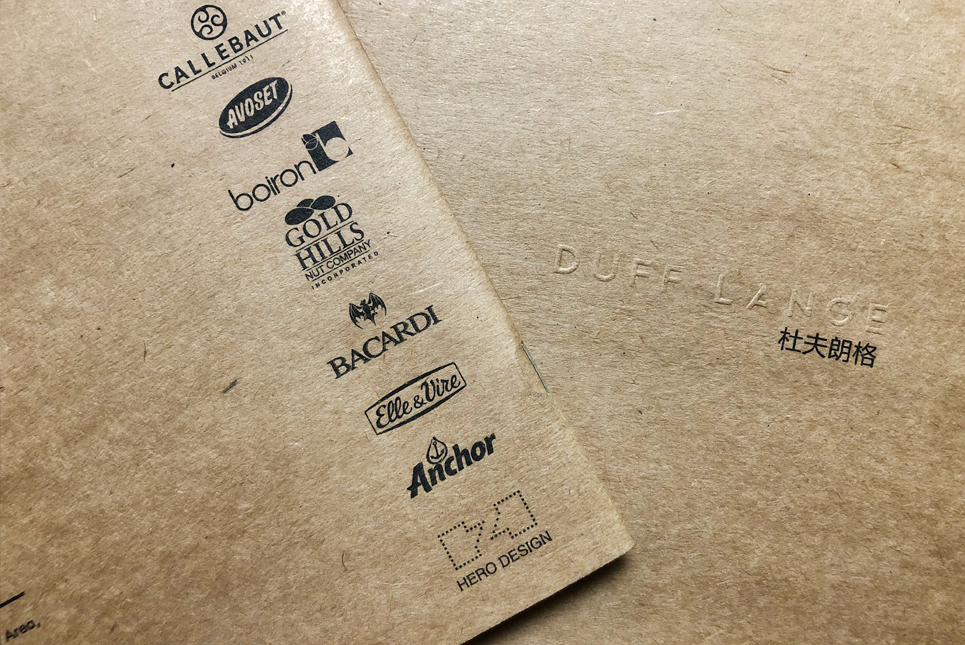 CALLEBAUT®
BELGIUM 1911
AVOSET
boiron
GOLD
HILLS
NUT COMPANY
INCORPORATED
BACARDI
Elle & Vire
Anchor
HERO DESIGN
Area,
DUFF LANGE
杜夫朗格